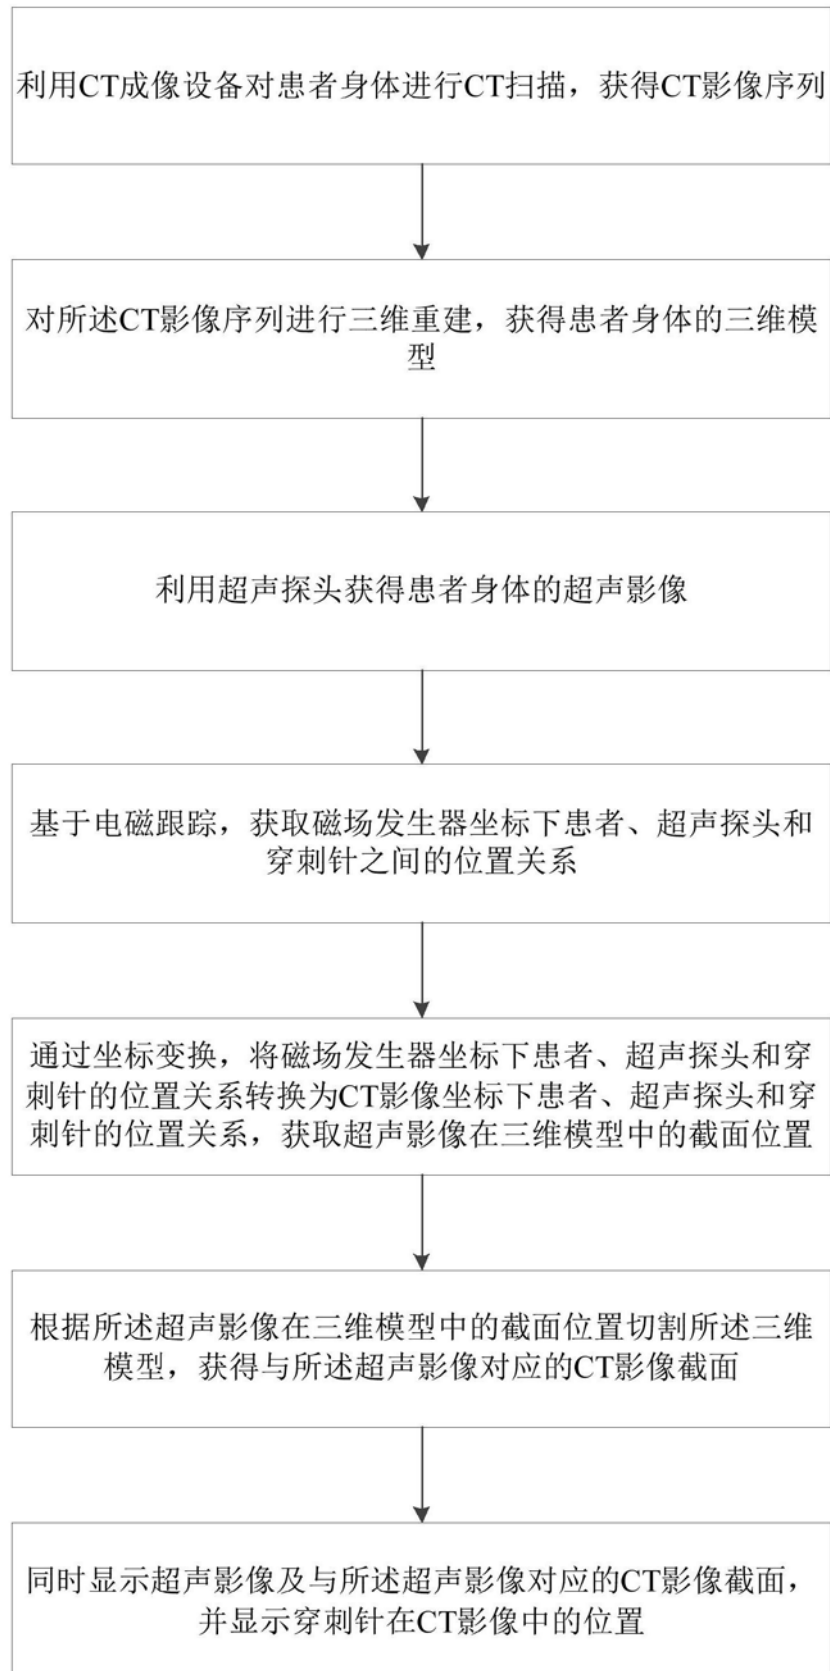 利用CT成像设备对患者身体进行CT扫描，获得CT影像序列
对所述CT影像序列进行三维重建，获得患者身体的三维模
型
利用超声探头获得患者身体的超声影像
基于电磁跟踪，获取磁场发生器坐标下患者、超声探头和
穿刺针之间的位置关系
通过坐标变换，将磁场发生器坐标下患者、超声探头和穿
刺针的位置关系转换为CT影像坐标下患者、超声探头和穿
刺针的位置关系，获取超声影像在三维模型中的截面位置
根据所述超声影像在三维模型中的截面位置切割所述三维
模型，获得与所述超声影像对应的CT影像截面
同时显示超声影像及与所述超声影像对应的CT影像截面，
并显示穿刺针在CT影像中的位置